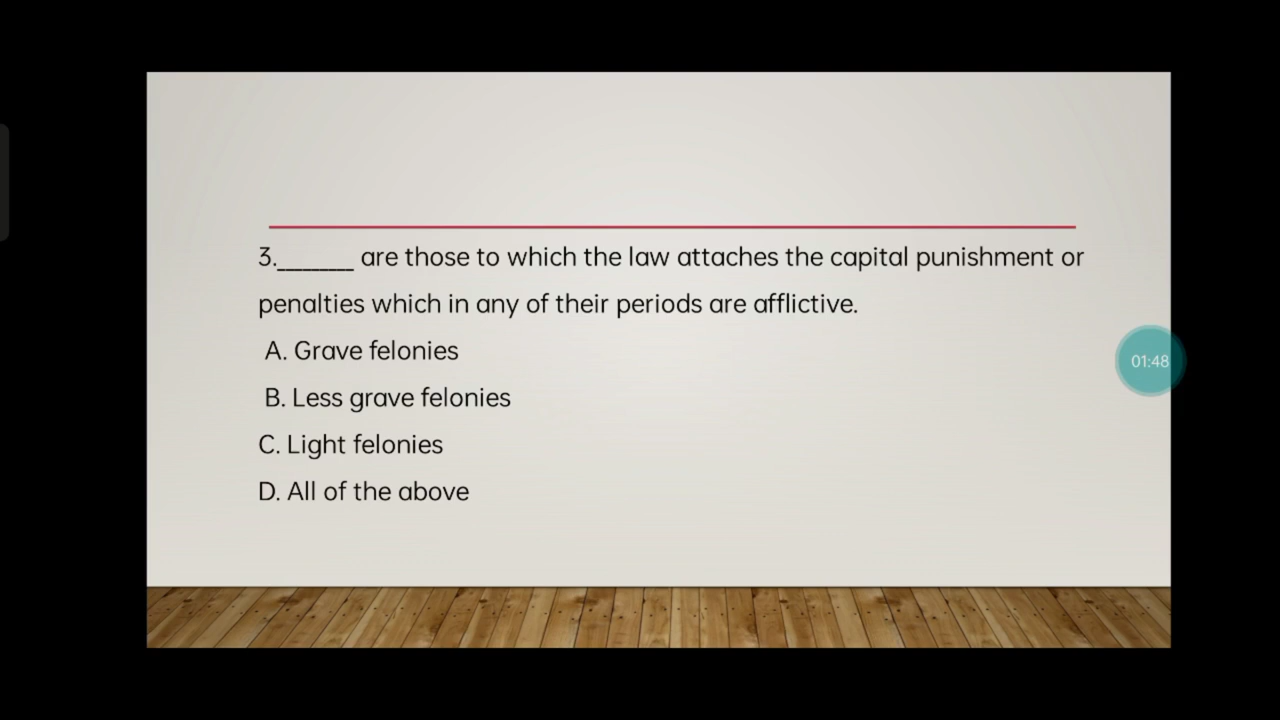 3.______ are those to which the law attaches the capital punishment or
penalties which in any of their periods are afflictive.
A. Grave felonies
B. Less grave felonies
C. Light felonies
D. All of the above
01:48